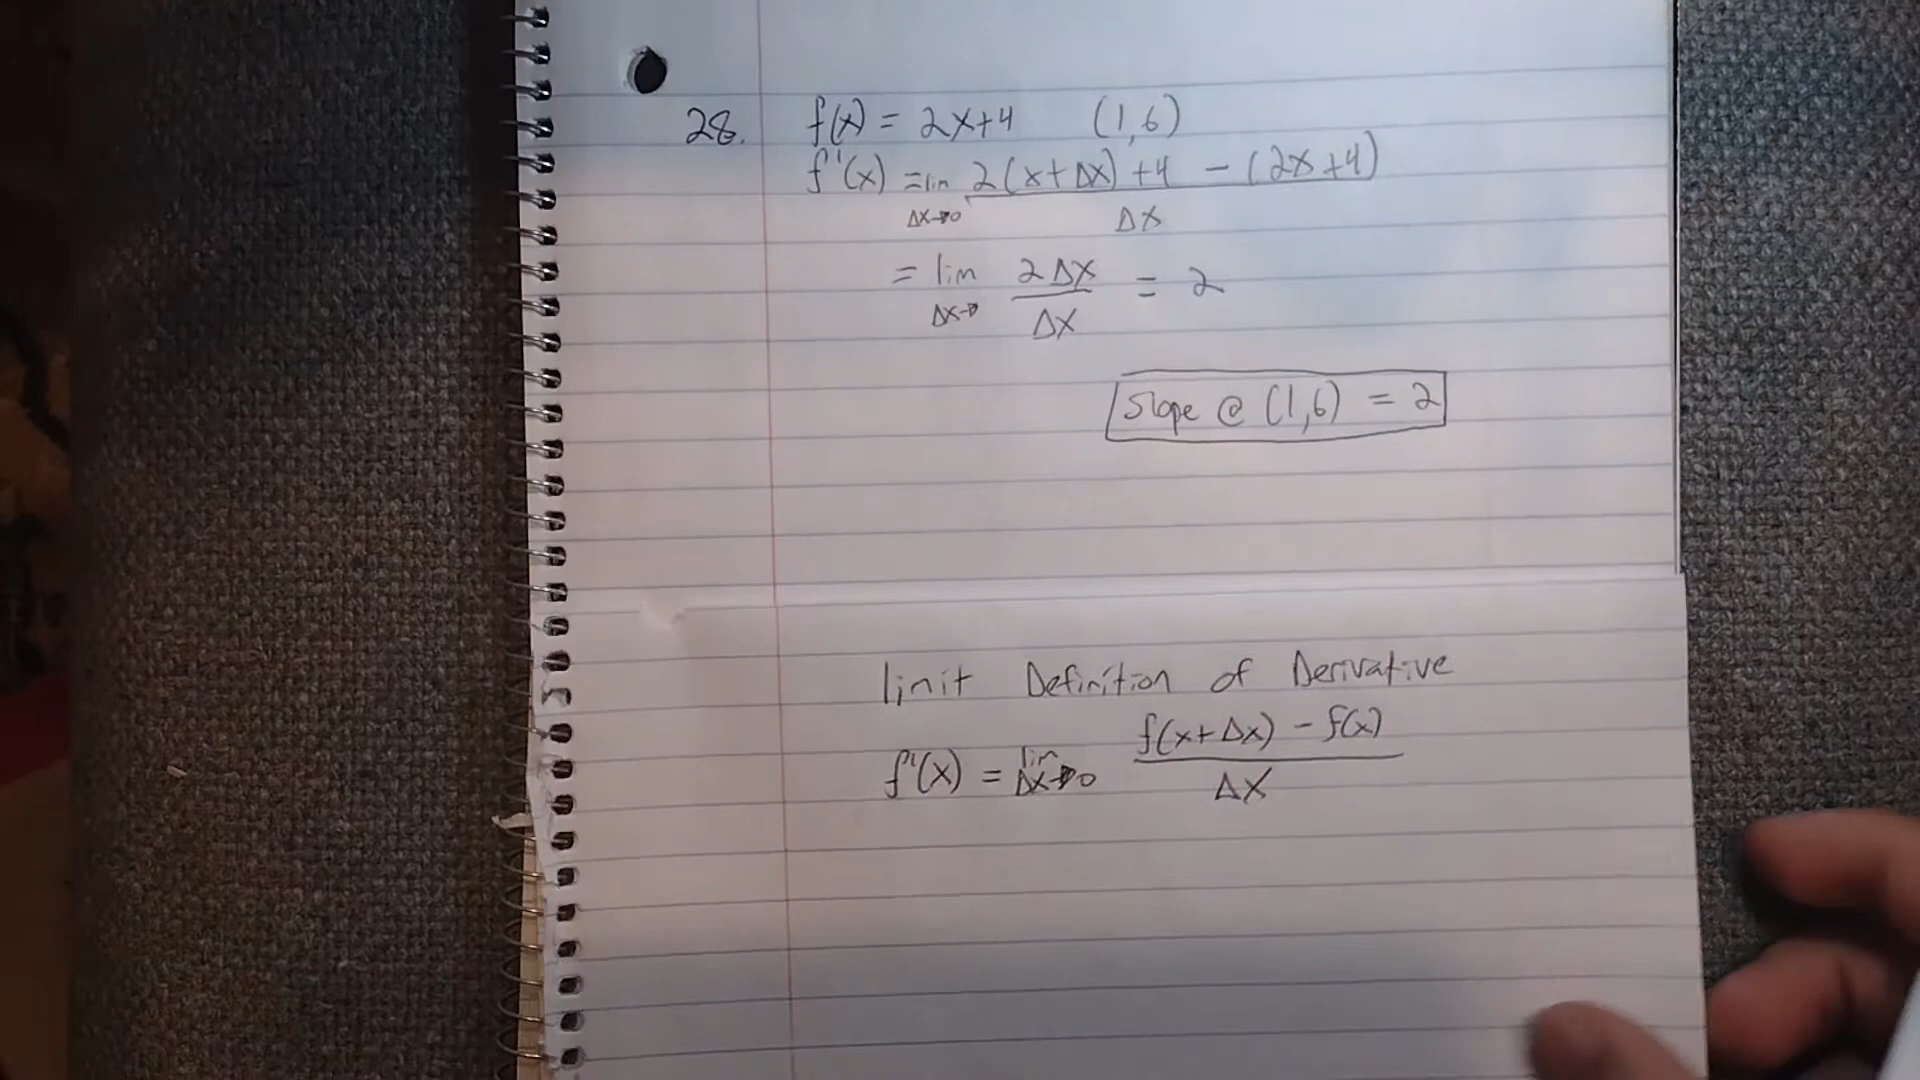 28. f(x) = 2x+4 (1,6)
f'(x) = lim 2(x+Δx)+4 - (2x+4)
Δx→0 Δx
= lim 2Δx = 2
Δx→ Δx
Slope @ (1,6) = 2
limit Definition of Derivative
f(x+Δx) - f(x)
f'(x) = lim
Δx→0 Δx